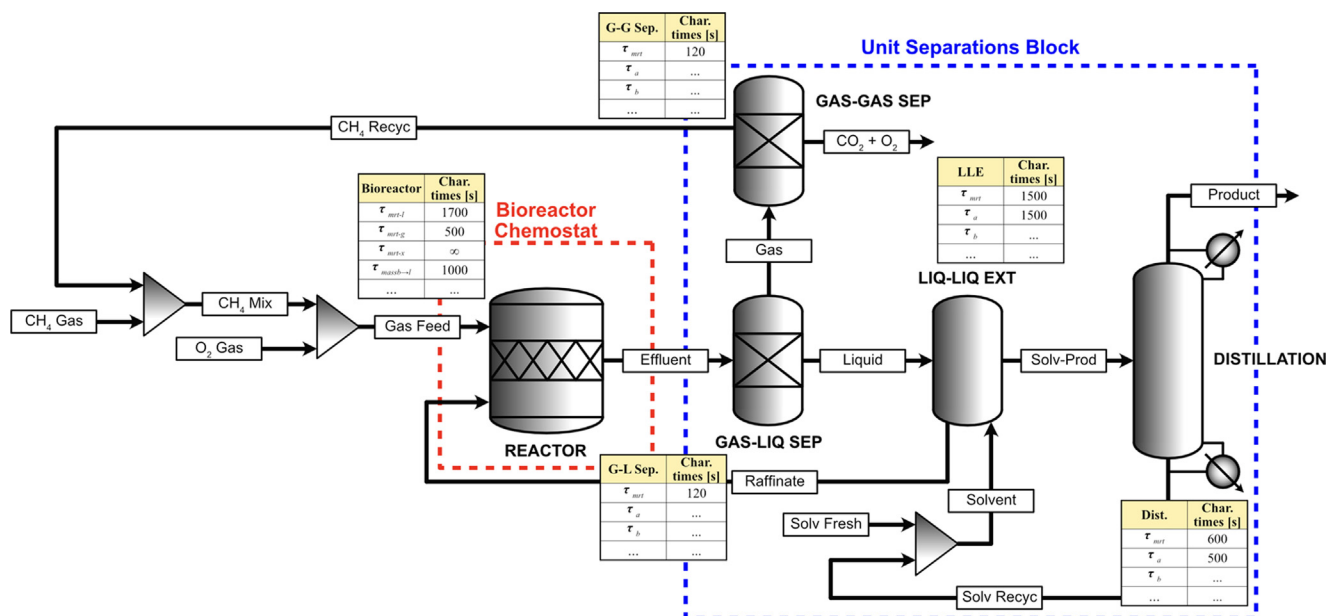 G-G Sep. Char. times [s]
τ mrt 120
τ a ...
τ b ...
... ...
Unit Separations Block
GAS-GAS SEP
CH₄ Recyc
CO₂ + O₂
LLE Char. times [s]
τ mrt 1500
τ a 1500
τ b ...
... ...
Product
Bioreactor Char. times [s]
τ mrt-l 1700
τ mrt-g 500
τ mrt-s ∞
τ massb→l 1000
... ...
Bioreactor
Chemostat
Gas
LIQ-LIQ EXT
CH₄ Mix
CH₄ Gas
Gas Feed
O₂ Gas
Effluent
Liquid
Solv-Prod
DISTILLATION
REACTOR
GAS-LIQ SEP
G-L Sep. Char. times [s]
τ mrt 120
τ a ...
τ b ...
... ...
Raffinate
Solvent
Solv Fresh
Dist. Char. times [s]
τ mrt 600
τ a 500
τ b ...
... ...
Solv Recyc